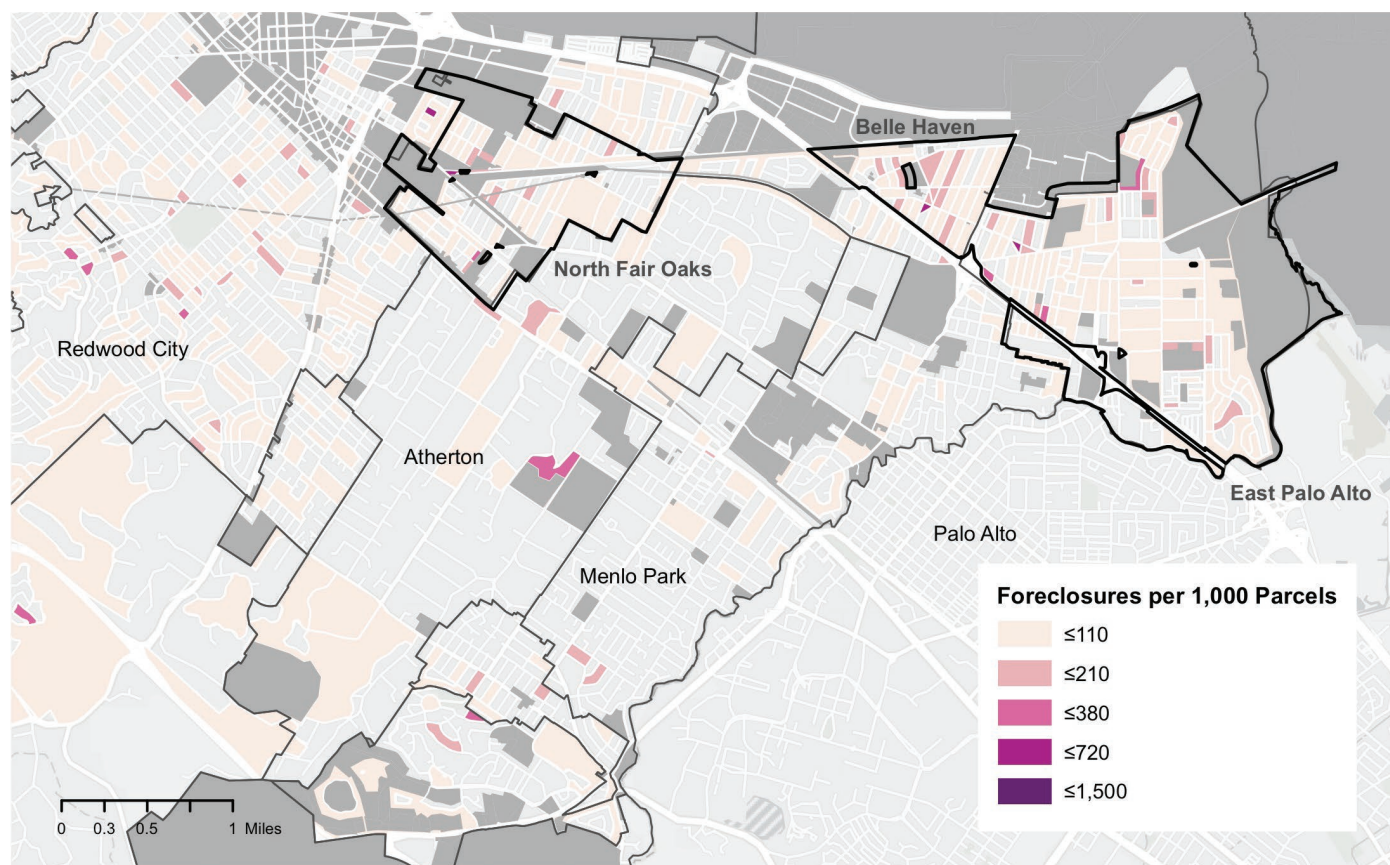 Belle Haven
North Fair Oaks
Redwood City
Atherton
East Palo Alto
Palo Alto
Menlo Park
Foreclosures per 1,000 Parcels
≤110
≤210
≤380
≤720
≤1,500
0 0.3 0.5 1 Miles